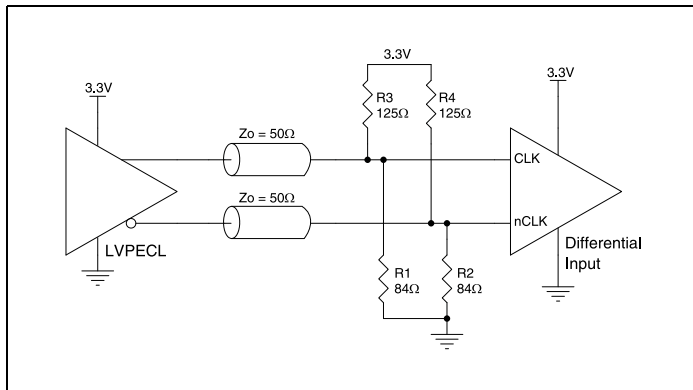 3.3V
3.3V
3.3V
R3
125Ω
R4
125Ω
Zo = 50Ω
CLK
Zo = 50Ω
nCLK
LVPECL
Differential
Input
R1
84Ω
R2
84Ω